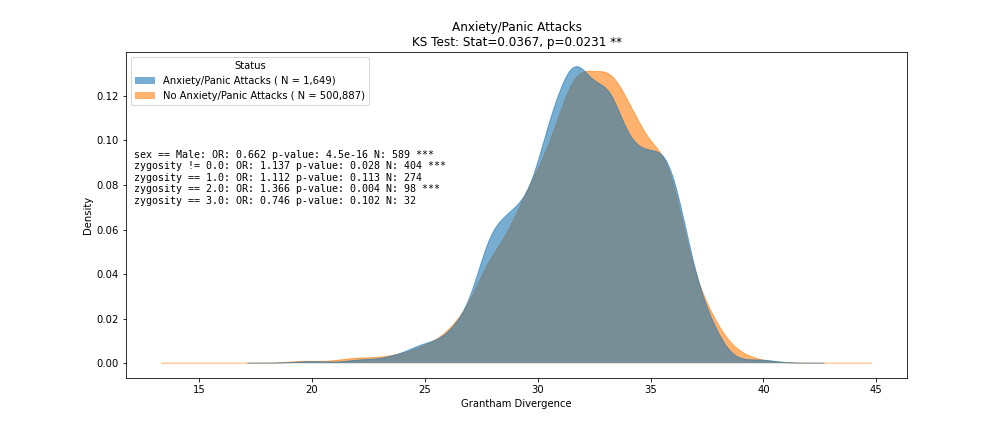 Anxiety/Panic Attacks
KS Test: Stat=0.0367, p=0.0231 **
Status
Anxiety/Panic Attacks ( N = 1,649)
No Anxiety/Panic Attacks ( N = 500,887)
sex == Male: OR: 0.662 p-value: 4.5e-16 N: 589 ***
zygosity != 0.0: OR: 1.137 p-value: 0.028 N: 404 ***
zygosity == 1.0: OR: 1.112 p-value: 0.113 N: 274
zygosity == 2.0: OR: 1.366 p-value: 0.004 N: 98 ***
zygosity == 3.0: OR: 0.746 p-value: 0.102 N: 32
Density
0.12
0.10
0.08
0.06
0.04
0.02
0.00
15 20 25 30 35 40 45
Grantham Divergence